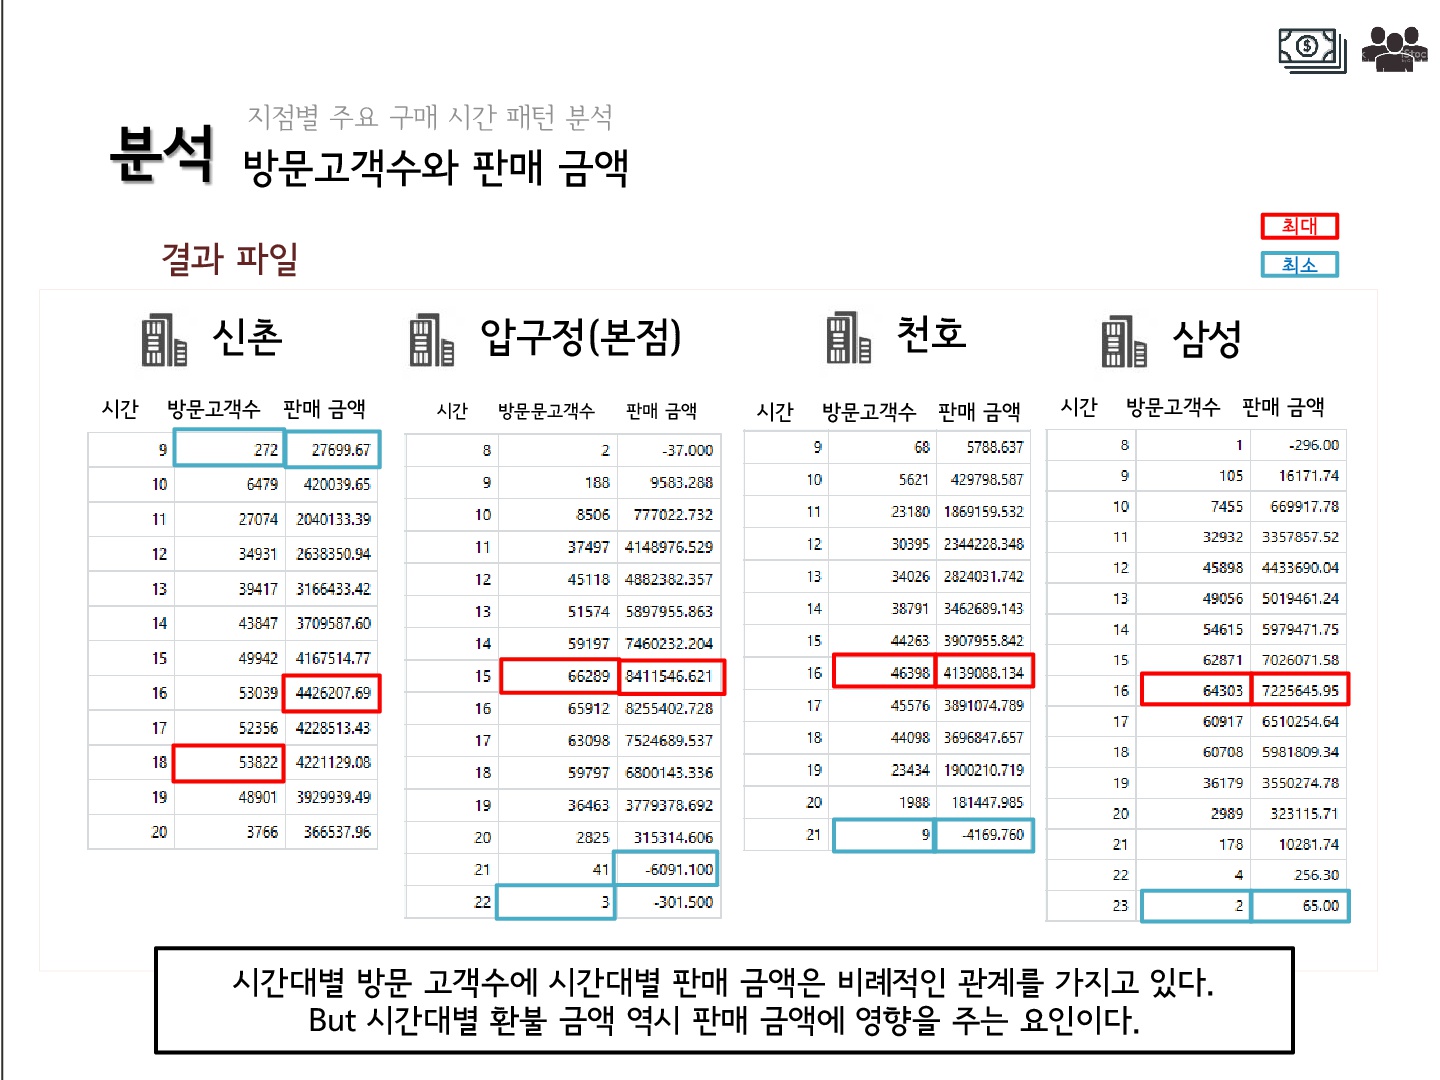 지점별 주요 구매 시간 패턴 분석
분석 방문고객수와 판매 금액
최대
최소
결과 파일
신촌
시간 방문고객수 판매 금액
9 272 27699.67
10 6479 420039.65
11 27074 2040133.39
12 34931 2638350.94
13 39417 3166433.42
14 43847 3709587.60
15 49942 4167514.77
16 53039 4426207.69
17 52356 4228513.43
18 53822 4221129.08
19 48901 3929939.49
20 3766 366537.96
압구정(본점)
시간 방문문고객수 판매 금액
8 2 -37.000
9 188 9583.288
10 8506 777022.732
11 37497 4148976.529
12 45118 4882382.357
13 51574 5897955.863
14 59197 7460232.204
15 66289 8411546.621
16 65912 8255402.728
17 63098 7524689.537
18 59797 6800143.336
19 36463 3779378.692
20 2825 315314.606
21 41 -6091.100
22 3 -301.500
천호
시간 방문고객수 판매 금액
9 68 5788.637
10 5621 429798.587
11 23180 1869159.532
12 30395 2344228.348
13 34026 2824031.742
14 38791 3462689.143
15 44263 3907955.842
16 46398 4139088.134
17 45576 3891074.789
18 44098 3696847.657
19 23434 1900210.719
20 1988 181447.985
21 9 -4169.760
삼성
시간 방문고객수 판매 금액
8 1 -296.00
9 105 16171.74
10 7455 669917.78
11 32932 3357857.52
12 45898 4433690.04
13 49056 5019461.24
14 54615 5979471.75
15 62871 7026071.58
16 64303 7225645.95
17 60917 6510254.64
18 60708 5981809.34
19 36179 3550274.78
20 2989 323115.71
21 178 10281.74
22 4 256.30
23 2 65.00
시간대별 방문 고객수에 시간대별 판매 금액은 비례적인 관계를 가지고 있다.
But 시간대별 환불 금액 역시 판매 금액에 영향을 주는 요인이다.